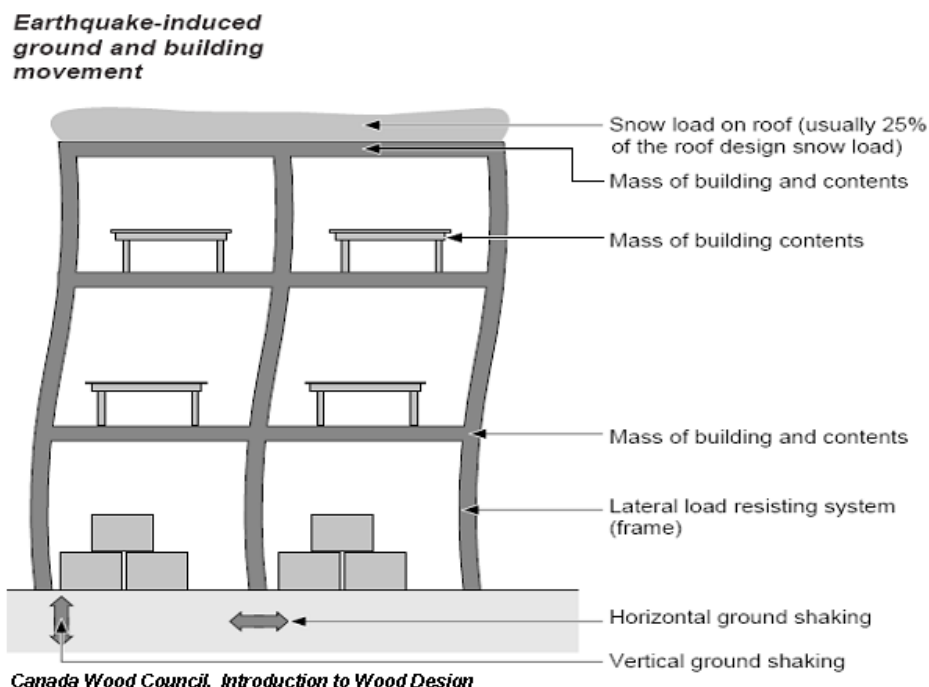 Earthquake-induced
ground and building
movement
Snow load on roof (usually 25%
of the roof design snow load)
Mass of building and contents
Mass of building contents
Mass of building and contents
Lateral load resisting system
(frame)
Horizontal ground shaking
Vertical ground shaking
Canada Wood Council, Introduction to Wood Design